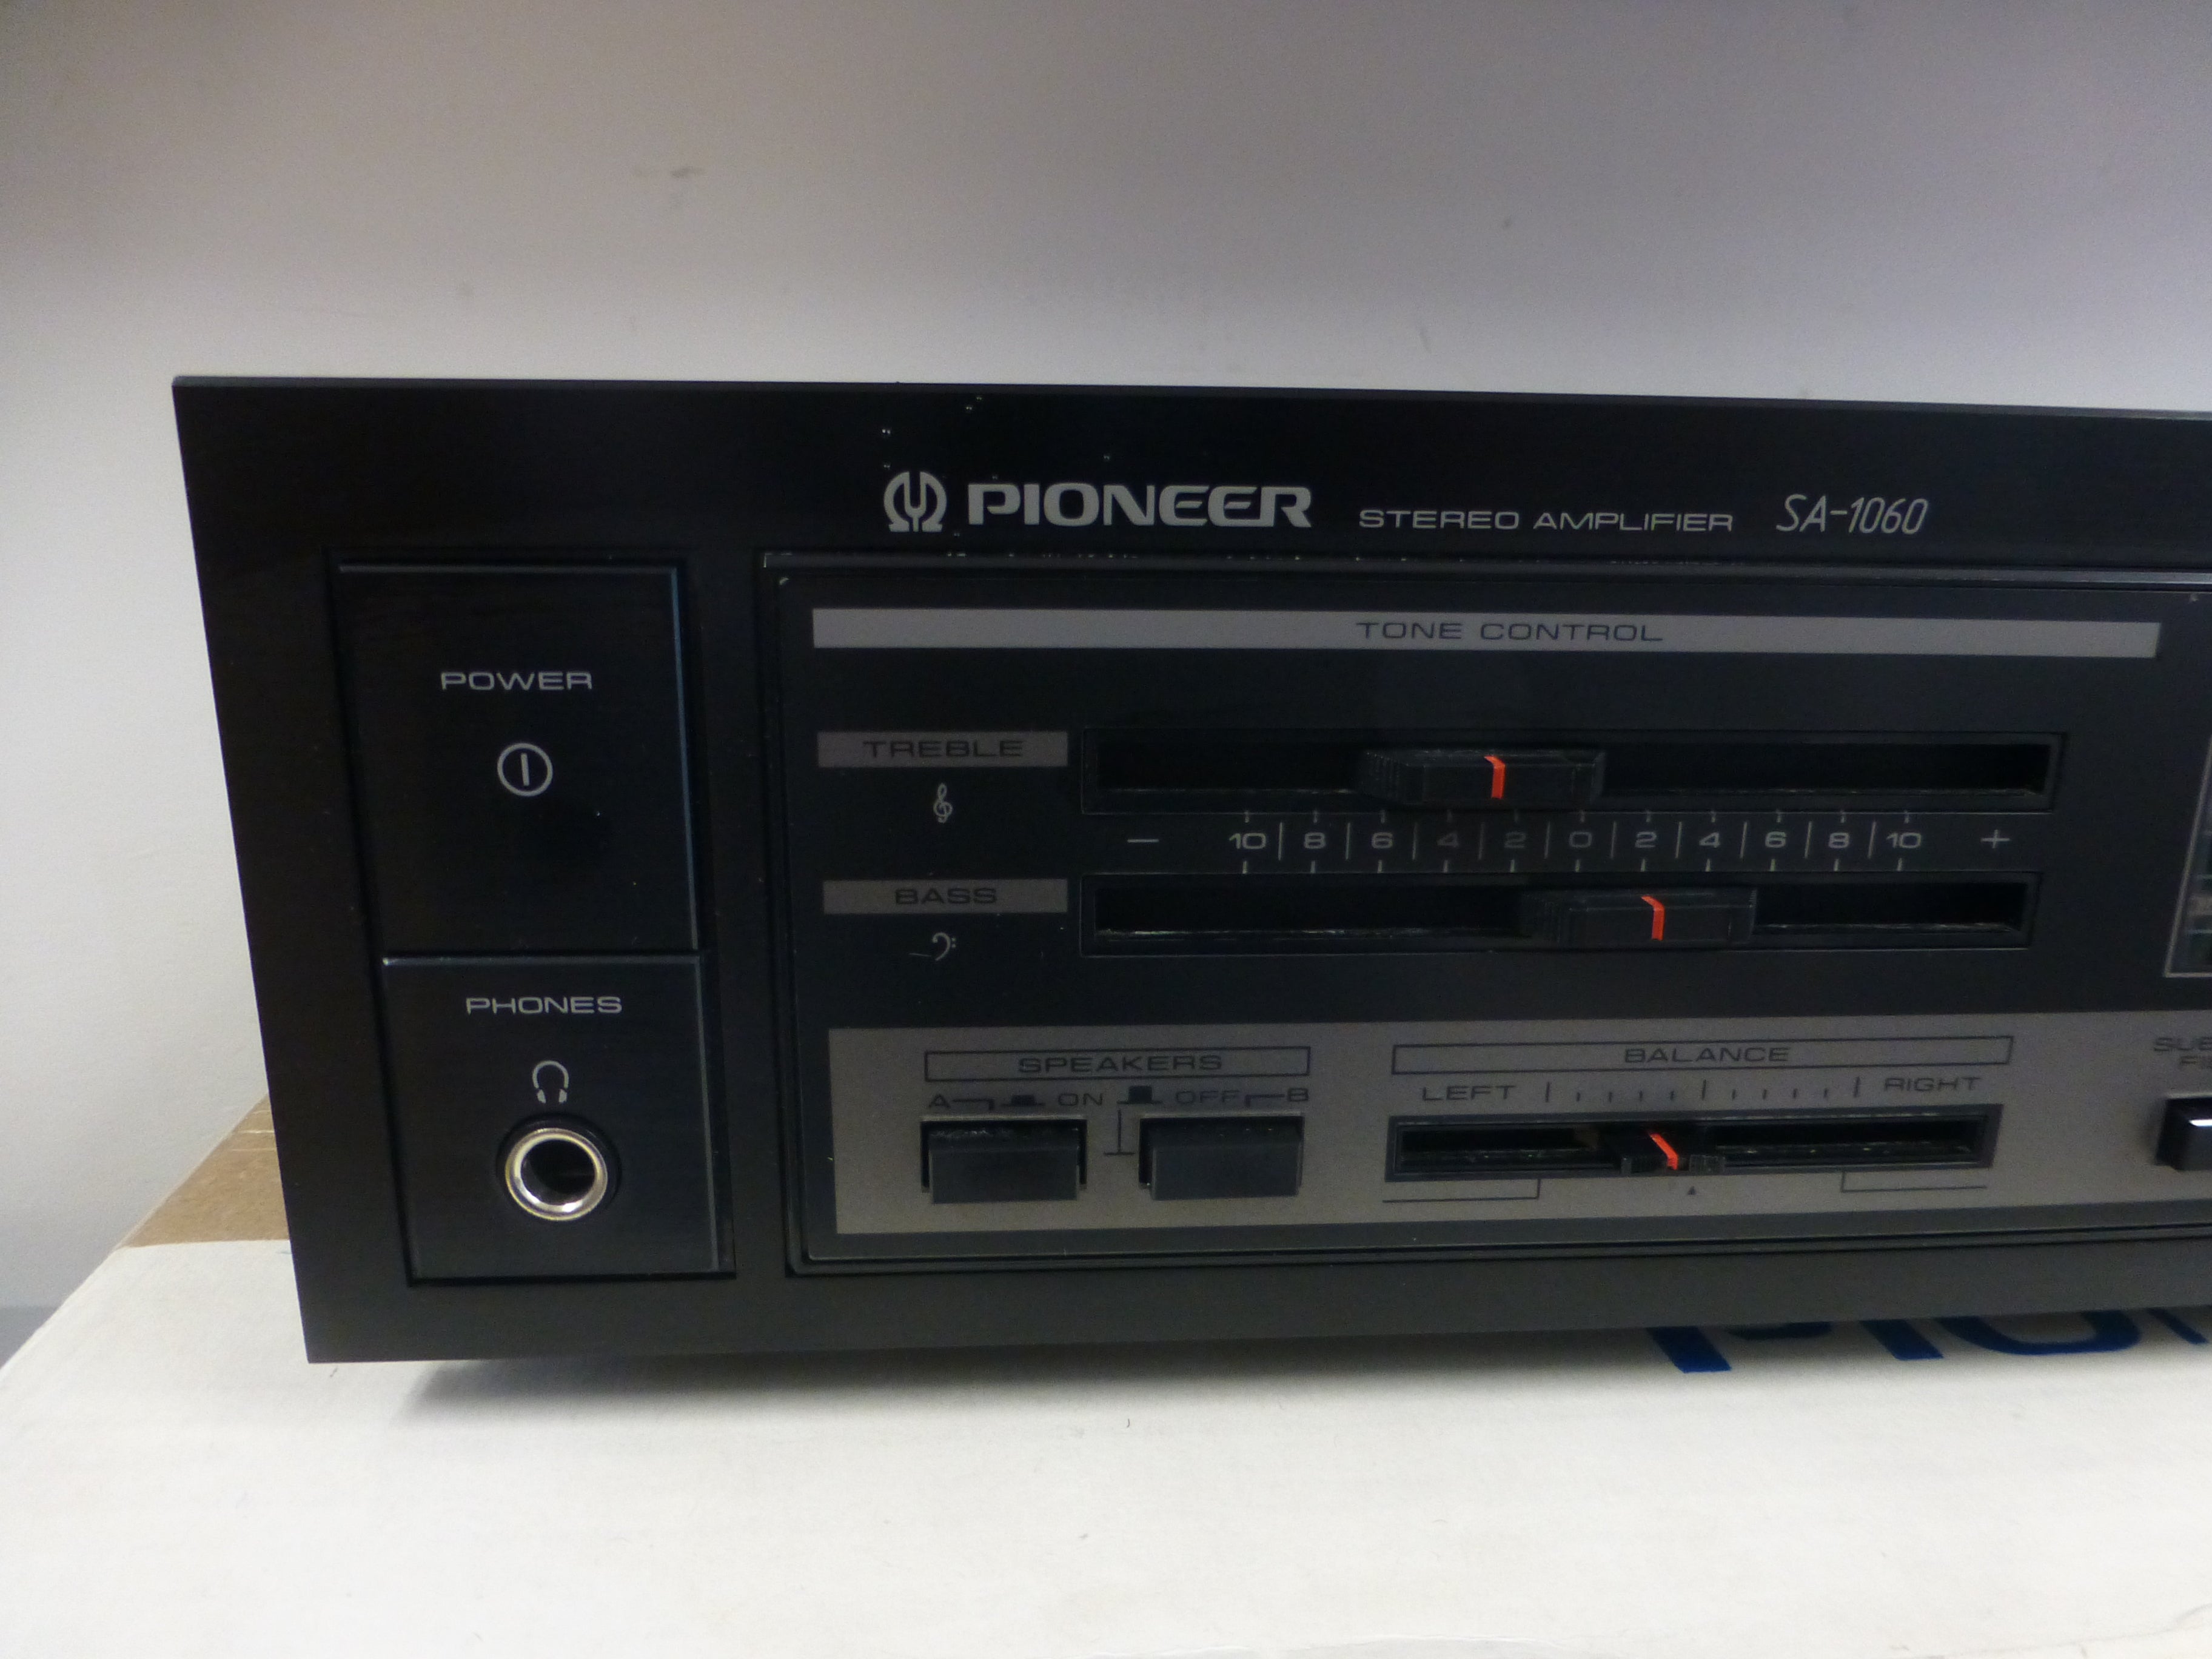 PIONEER STEREO AMPLIFIER SA-1060
TONE CONTROL
POWER
TREBLE
— 10 | 8 | 6 | 4 | 2 | 0 | 2 | 4 | 6 | 8 | 10 +
BASS
PHONES
SPEAKERS
A ON OFF B
BALANCE
LEFT RIGHT